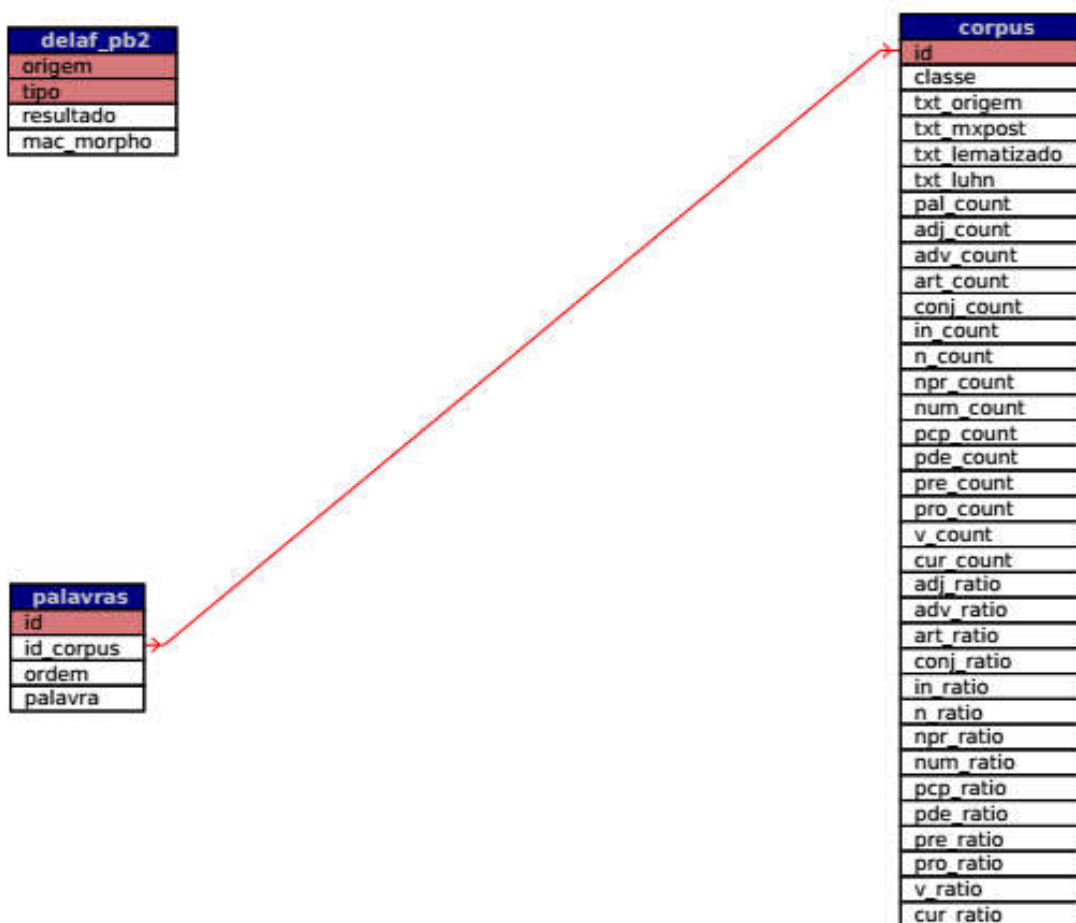 delaf_pb2
origem
tipo
resultado
mac_morpho
palavras
id
id_corpus
ordem
palavra
corpus
id
classe
txt_origem
txt_mxpost
txt_lematizado
txt_luhn
pal_count
adj_count
adv_count
art_count
conj_count
in_count
n_count
npr_count
num_count
pcp_count
pde_count
pre_count
pro_count
v_count
cur_count
adj_ratio
adv_ratio
art_ratio
conj_ratio
in_ratio
n_ratio
npr_ratio
num_ratio
pcp_ratio
pde_ratio
pre_ratio
pro_ratio
v_ratio
cur_ratio